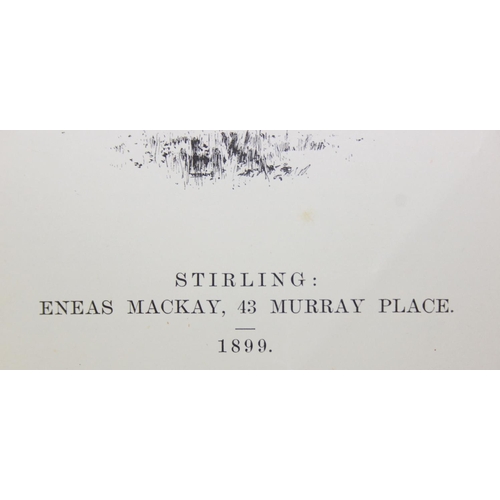 STIRLING:
ENEAS MACKAY, 43 MURRAY PLACE.
1899.